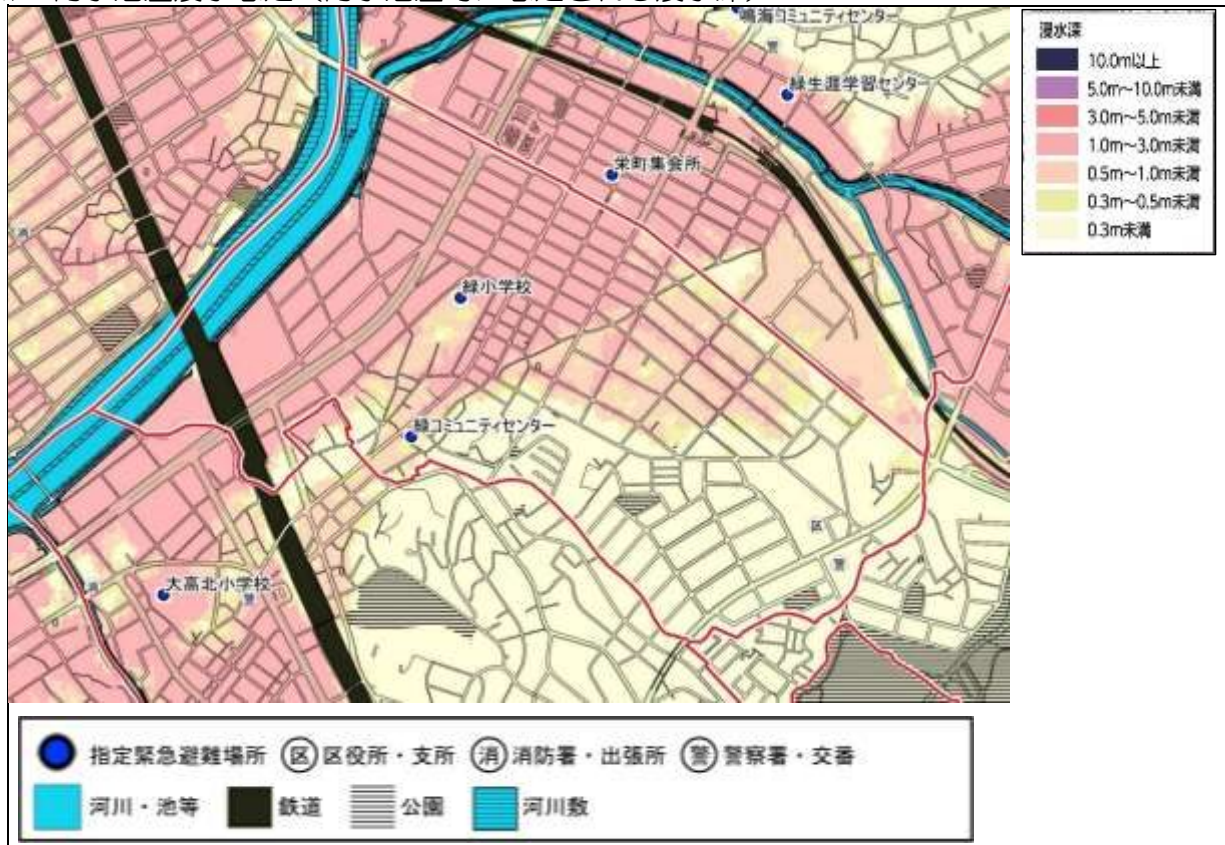 鳴海コミュニティセンター
警
緑生涯学習センター
栄町集会所
消
緑小学校
緑コミュニティセンター
区
警
大高北小学校
消
警
浸水深
10.0m以上
5.0m～10.0m未満
3.0m～5.0m未満
1.0m～3.0m未満
0.5m～1.0m未満
0.3m～0.5m未満
0.3m未満
指定緊急避難場所 区 区役所・支所 消 消防署・出張所 警 警察署・交番
河川・池等 鉄道 公園 河川敷